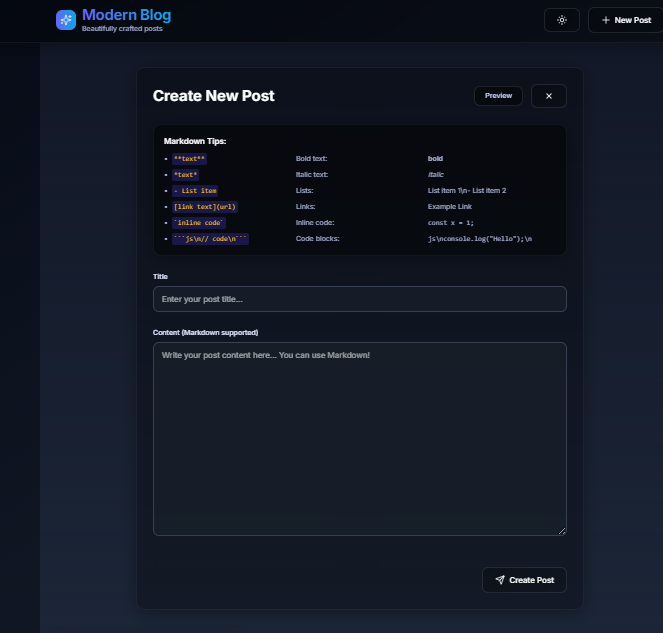 Modern Blog
Beautifully crafted posts
New Post
Create New Post
Preview
Markdown Tips:
• **text** Bold text: bold
• *text* Italic text: italic
• - List item Lists: List item 1\n- List item 2
• [link text](url) Links: Example Link
• `inline code` Inline code: const x = 1;
• ```js\n// code\n``` Code blocks: js\nconsole.log("Hello");\n
Title
Enter your post title...
Content (Markdown supported)
Write your post content here... You can use Markdown!
Create Post